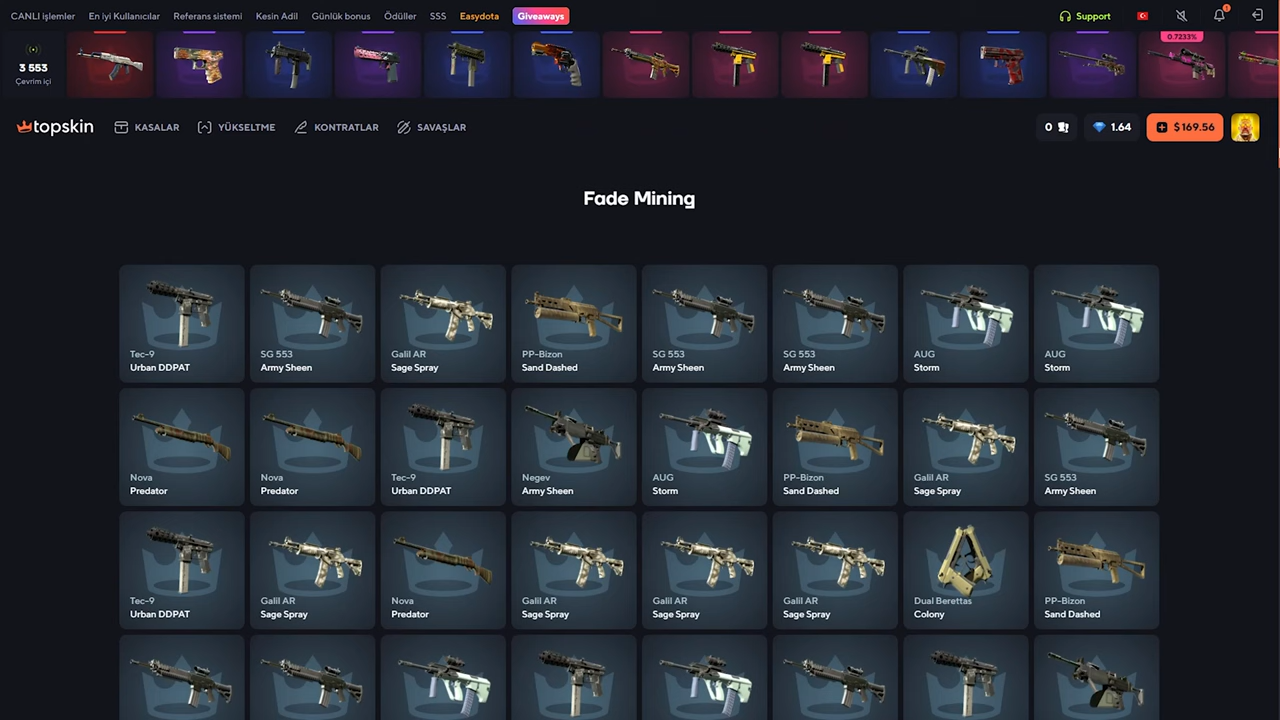 CANLI işlemler En iyi Kullanıcılar Referans sistemi Kesin Adil Günlük bonus Ödüller SSS Easydota Giveaways Support 1
3 553
Çevrim içi
0.7233%
topskin KASALAR YÜKSELTME KONTRATLAR SAVAŞLAR 0 1.64 $ 169.56
Fade Mining
Tec-9 SG 553 Galil AR PP-Bizon SG 553 SG 553 AUG AUG
Urban DDPAT Army Sheen Sage Spray Sand Dashed Army Sheen Army Sheen Storm Storm
Nova Nova Tec-9 Negev AUG PP-Bizon Galil AR SG 553
Predator Predator Urban DDPAT Army Sheen Storm Sand Dashed Sage Spray Army Sheen
Tec-9 Galil AR Nova Galil AR Galil AR Galil AR Dual Berettas PP-Bizon
Urban DDPAT Sage Spray Predator Sage Spray Sage Spray Sage Spray Colony Sand Dashed